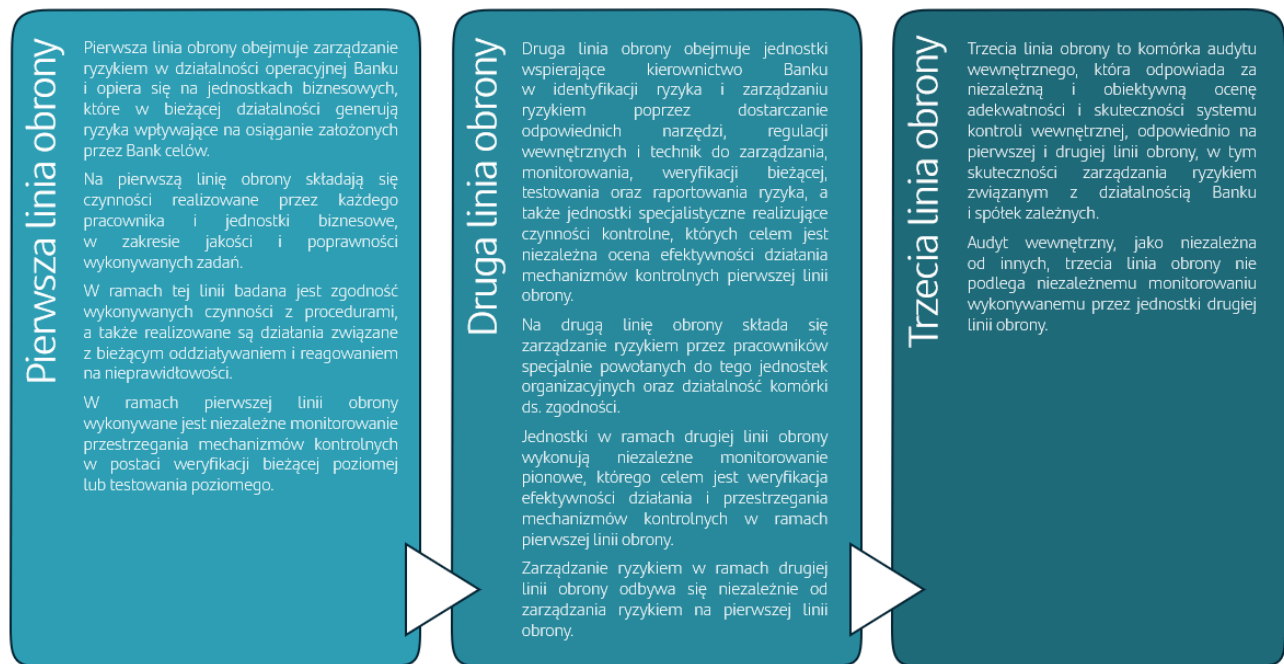 Pierwsza linia obrony
Pierwsza linia obrony obejmuje zarządzanie
ryzykiem w działalności operacyjnej Banku
i opiera się na jednostkach biznesowych,
które w bieżącej działalności generują
ryzyka wpływające na osiąganie założonych
przez Bank celów.
Na pierwszą linię obrony składają się
czynności realizowane przez każdego
pracownika i jednostki biznesowe,
w zakresie jakości i poprawności
wykonywanych zadań.
W ramach tej linii badana jest zgodność
wykonywanych czynności z procedurami,
a także realizowane są działania związane
z bieżącym oddziaływaniem i reagowaniem
na nieprawidłowości.
W ramach pierwszej linii obrony
wykonywane jest niezależne monitorowanie
przestrzegania mechanizmów kontrolnych
w postaci weryfikacji bieżącej poziomej
lub testowania poziomego.
Druga linia obrony
Druga linia obrony obejmuje jednostki
wspierające kierownictwo Banku
w identyfikacji ryzyka i zarządzaniu
ryzykiem poprzez dostarczanie
odpowiednich narzędzi, regulacji
wewnętrznych i technik do zarządzania,
monitorowania, weryfikacji bieżącej,
testowania oraz raportowania ryzyka, a
także jednostki specjalistyczne realizujące
czynności kontrolne, których celem jest
niezależna ocena efektywności działania
mechanizmów kontrolnych pierwszej linii
obrony.
Na drugą linię obrony składa się
zarządzanie ryzykiem przez pracowników
specjalnie powołanych do tego jednostek
organizacyjnych oraz działalność komórki
ds. zgodności.
Jednostki w ramach drugiej linii obrony
wykonują niezależne monitorowanie
pionowe, którego celem jest weryfikacja
efektywności działania i przestrzegania
mechanizmów kontrolnych w ramach
pierwszej linii obrony.
Zarządzanie ryzykiem w ramach drugiej
linii obrony odbywa się niezależnie od
zarządzania ryzykiem na pierwszej linii
obrony.
Trzecia linia obrony
Trzecia linia obrony to komórka audytu
wewnętrznego, która odpowiada za
niezależną i obiektywną ocenę
adekwatności i skuteczności systemu
kontroli wewnętrznej, odpowiednio na
pierwszej i drugiej linii obrony, w tym
skuteczności zarządzania ryzykiem
związanym z działalnością Banku
i spółek zależnych.
Audyt wewnętrzny, jako niezależna
od innych, trzecia linia obrony nie
podlega niezależnemu monitorowaniu
wykonywanemu przez jednostki drugiej
linii obrony.